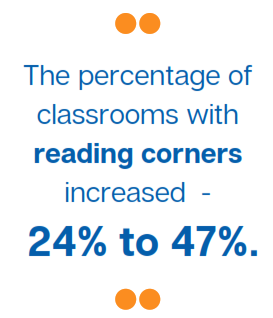 The percentage of
classrooms with
reading corners
increased -
24% to 47%.